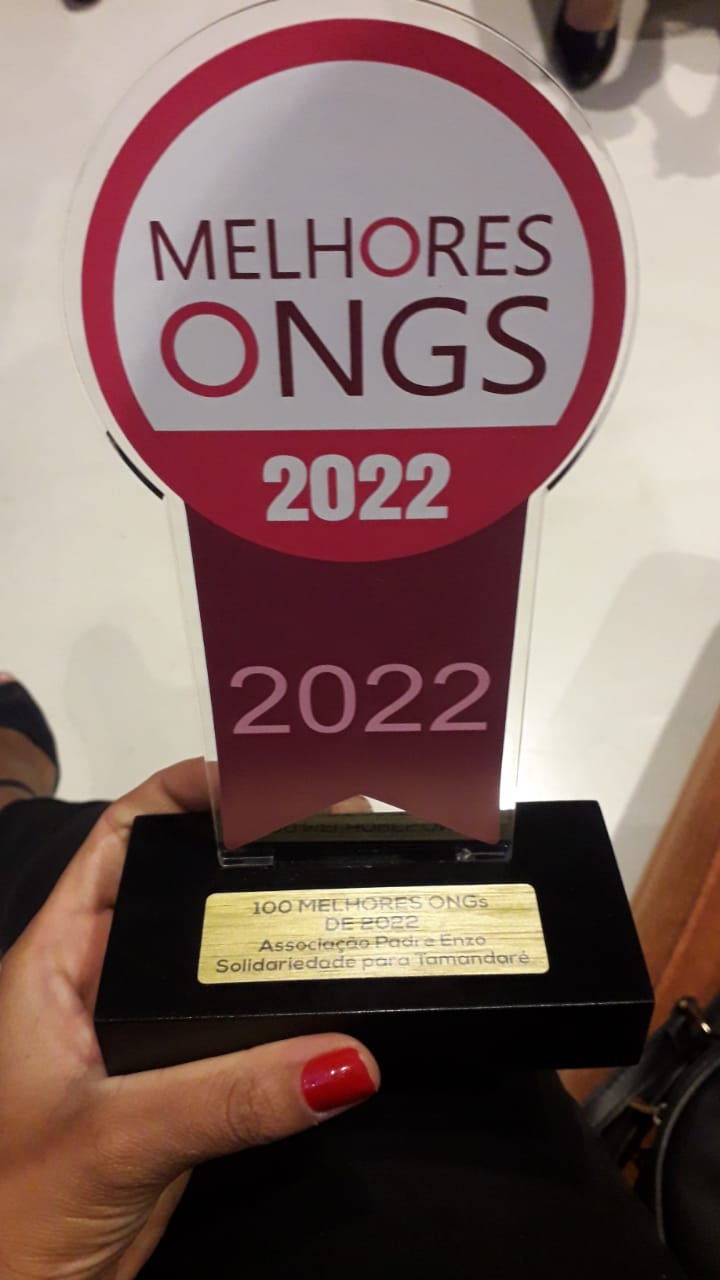 MELHORES
ONGS
2022
2022
100 MELHORES ONGs
DE 2022
Associação Padre Enzo
Solidariedade para Tamandaré